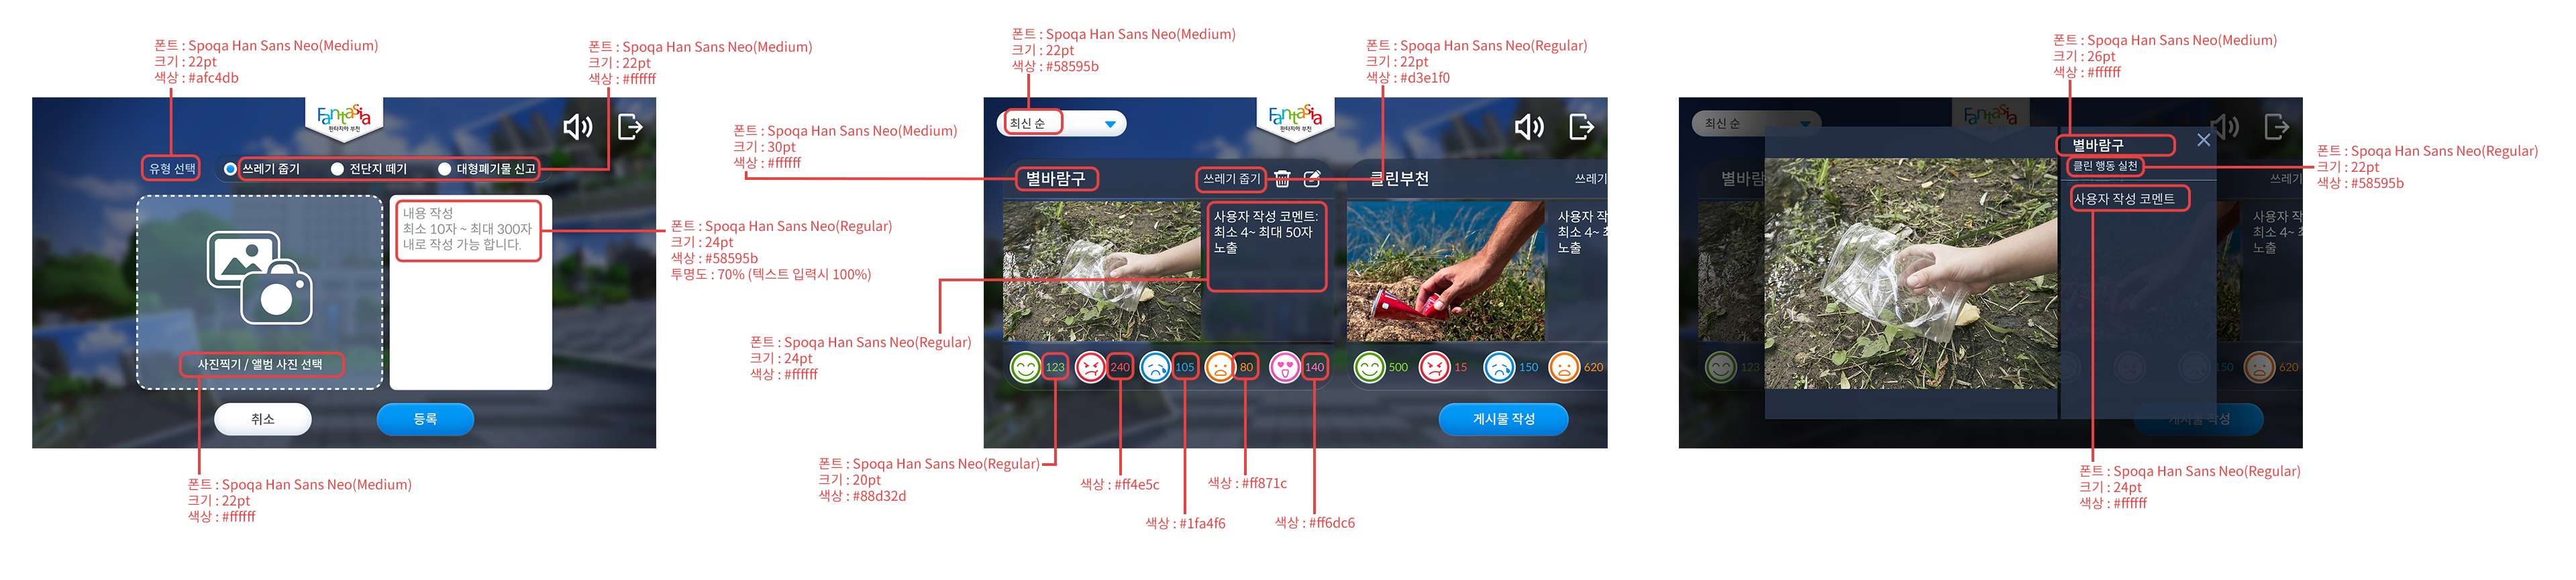 폰트 : Spoqa Han Sans Neo(Medium)
크기 : 22pt
색상 : #afc4db
폰트 : Spoqa Han Sans Neo(Medium)
크기 : 22pt
색상 : #ffffff
Fantasia
판타지아 부천
유형 선택
쓰레기 줍기
전단지 떼기
대형폐기물 신고
내용 작성
최소 10자 ~ 최대 300자
내로 작성 가능 합니다.
사진찍기 / 앨범 사진 선택
취소
등록
폰트 : Spoqa Han Sans Neo(Regular)
크기 : 24pt
색상 : #58595b
투명도 : 70% (텍스트 입력시 100%)
폰트 : Spoqa Han Sans Neo(Medium)
크기 : 22pt
색상 : #ffffff
폰트 : Spoqa Han Sans Neo(Medium)
크기 : 22pt
색상 : #58595b
폰트 : Spoqa Han Sans Neo(Regular)
크기 : 22pt
색상 : #d3e1f0
폰트 : Spoqa Han Sans Neo(Medium)
크기 : 30pt
색상 : #ffffff
최신 순
Fantasia
판타지아 부천
별바람구
쓰레기 줍기
클린부천
쓰레기
사용자 작성 코멘트:
최소 4~ 최대 50자
노출
사용자 작
최소 4~ 최
노출
123
240
105
80
140
500
15
150
620
게시물 작성
폰트 : Spoqa Han Sans Neo(Regular)
크기 : 24pt
색상 : #ffffff
폰트 : Spoqa Han Sans Neo(Regular)
크기 : 20pt
색상 : #88d32d
색상 : #ff4e5c
색상 : #1fa4f6
색상 : #ff871c
색상 : #ff6dc6
폰트 : Spoqa Han Sans Neo(Medium)
크기 : 26pt
색상 : #ffffff
최신 순
Fantasia
판타지아 부천
별바람
별바람구
클린 행동 실천
사용자 작성 코멘트
쓰레기
사용자 작
최소 4~ 최
노출
123
150
620
게시물 작성
폰트 : Spoqa Han Sans Neo(Regular)
크기 : 22pt
색상 : #58595b
폰트 : Spoqa Han Sans Neo(Regular)
크기 : 24pt
색상 : #ffffff